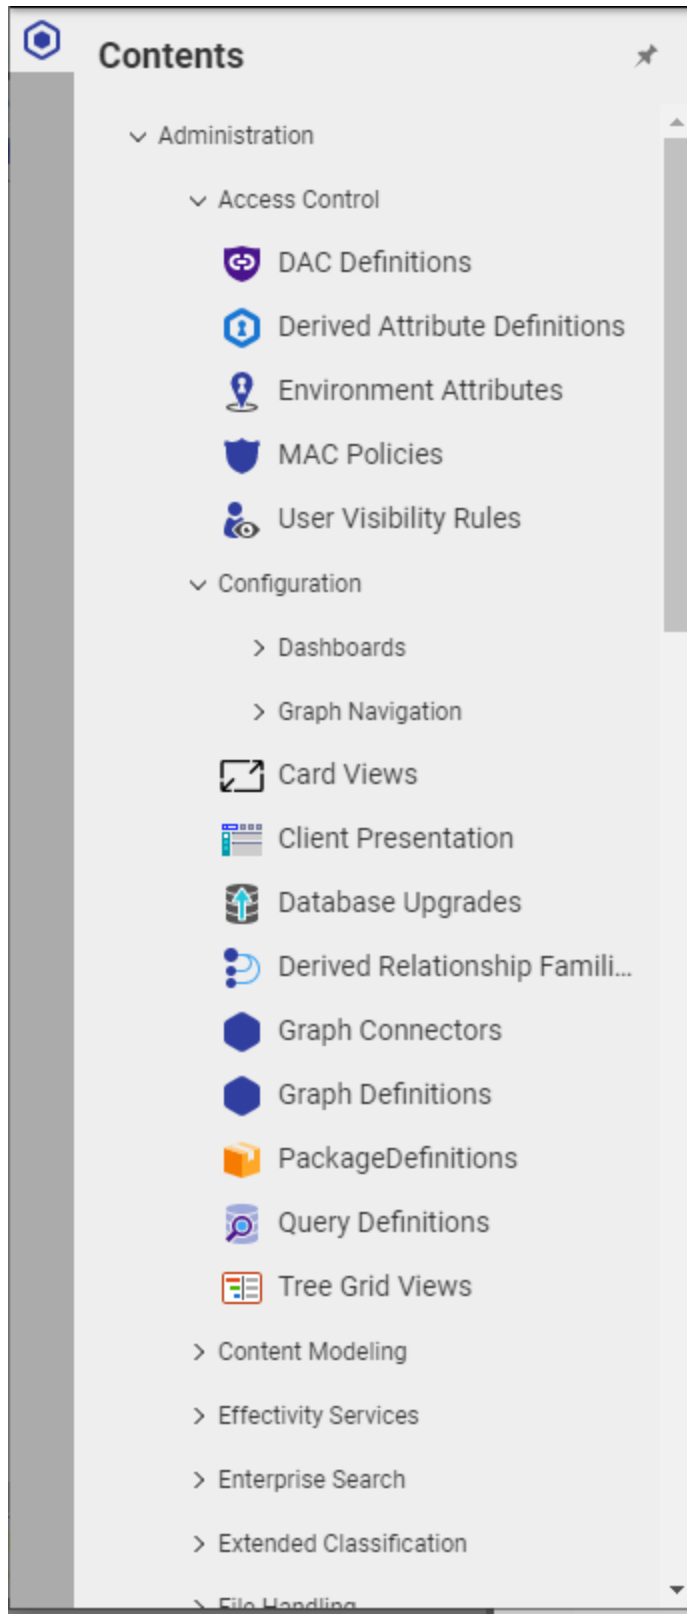 Contents
Administration
Access Control
DAC Definitions
Derived Attribute Definitions
Environment Attributes
MAC Policies
User Visibility Rules
Configuration
Dashboards
Graph Navigation
Card Views
Client Presentation
Database Upgrades
Derived Relationship Famili...
Graph Connectors
Graph Definitions
PackageDefinitions
Query Definitions
Tree Grid Views
Content Modeling
Effectivity Services
Enterprise Search
Extended Classification
File Handling